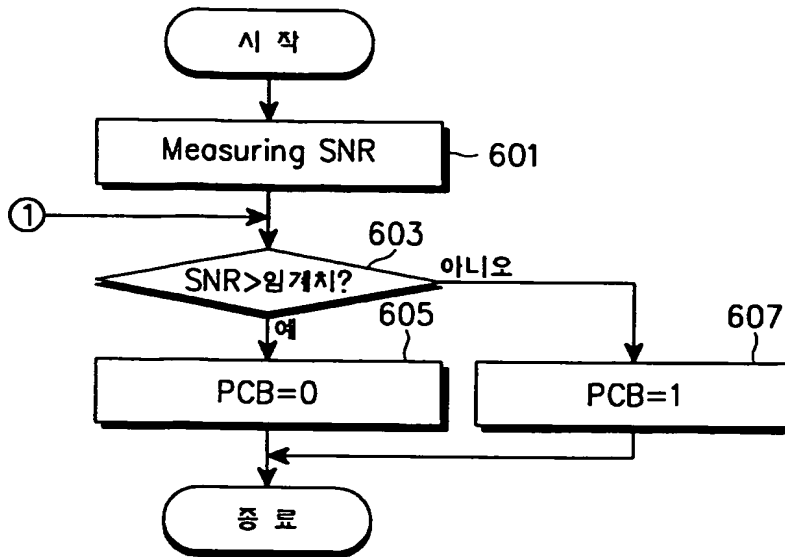 시 작
Measuring SNR
601
①
603
SNR>임계치?
아니오
예
605
607
PCB=0
PCB=1
종 료